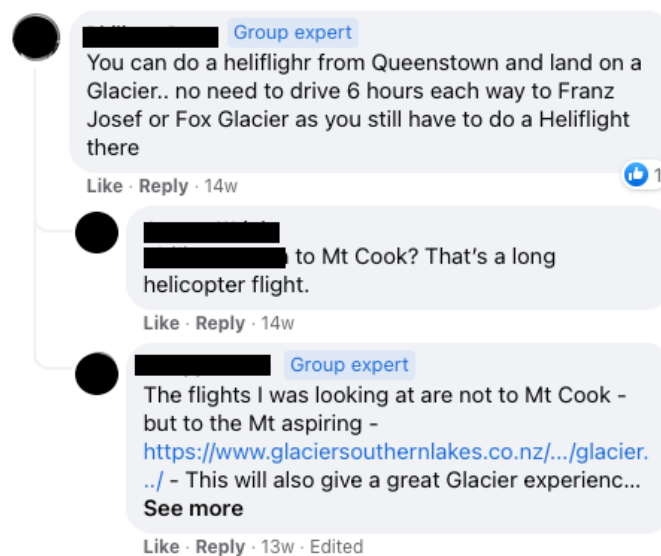 Group expert
You can do a heliflighr from Queenstown and land on a
Glacier.. no need to drive 6 hours each way to Franz
Josef or Fox Glacier as you still have to do a Heliflight
there
1
Like · Reply · 14w
to Mt Cook? That's a long
helicopter flight.
Like · Reply · 14w
Group expert
The flights I was looking at are not to Mt Cook -
but to the Mt aspiring -
https://www.glaciersouthernlakes.co.nz/.../glacier.
../ - This will also give a great Glacier experienc...
See more
Like · Reply · 13w · Edited